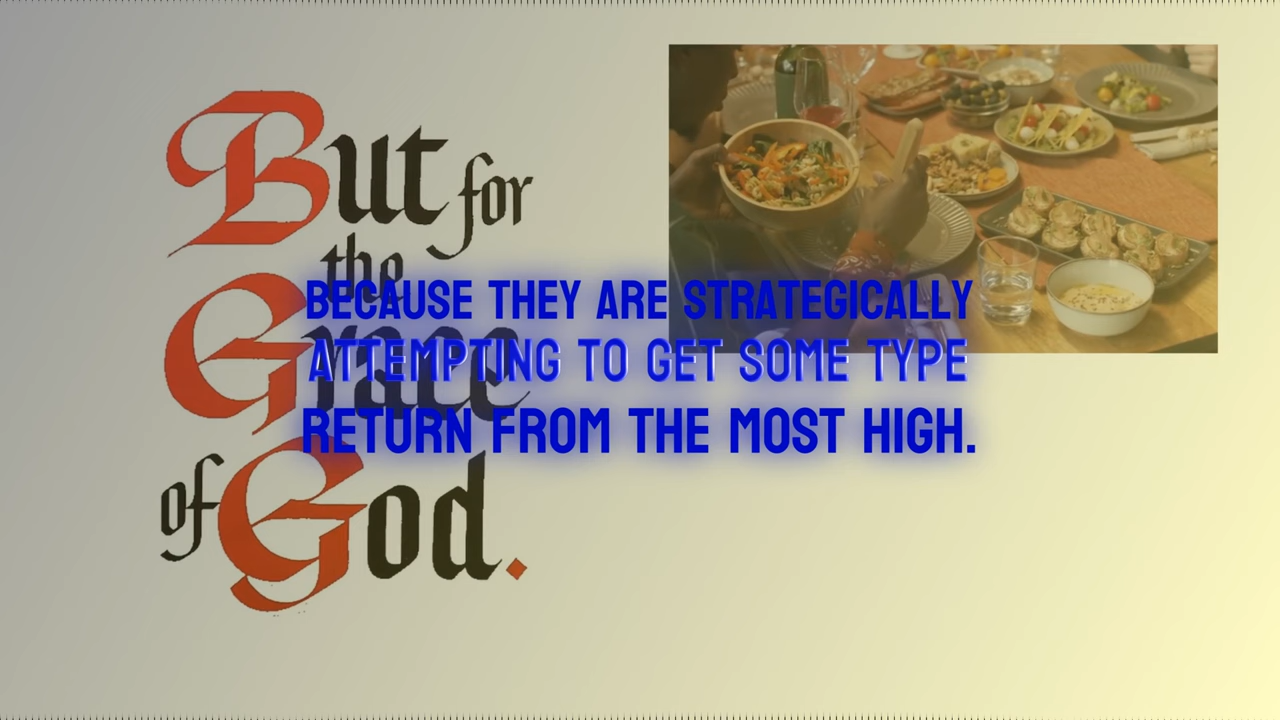 But for
the
Grace
of God.
BECAUSE THEY ARE STRATEGICALLY
ATTEMPTING TO GET SOME TYPE
RETURN FROM THE MOST HIGH.